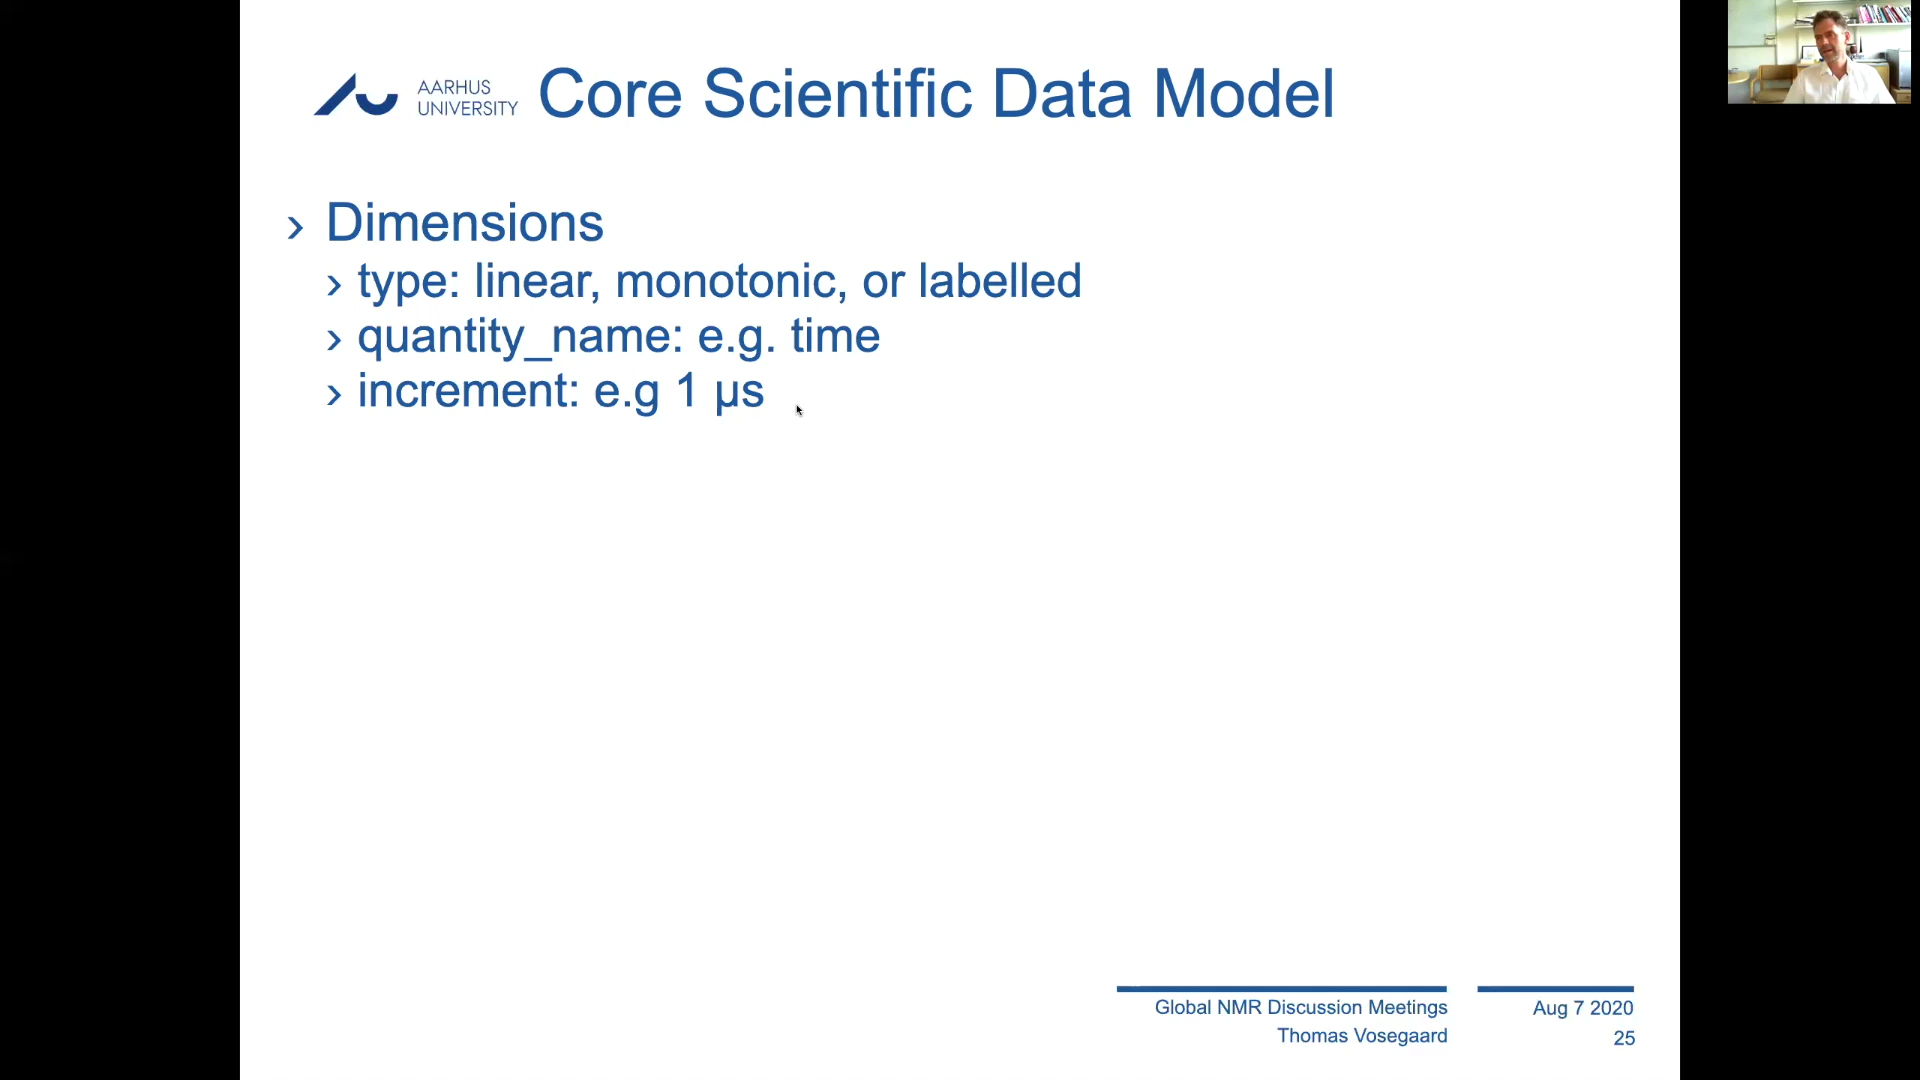 AARHUS
UNIVERSITY
Core Scientific Data Model
› Dimensions
› type: linear, monotonic, or labelled
› quantity_name: e.g. time
› increment: e.g 1 µs
Global NMR Discussion Meetings
Thomas Vosegaard
Aug 7 2020
25